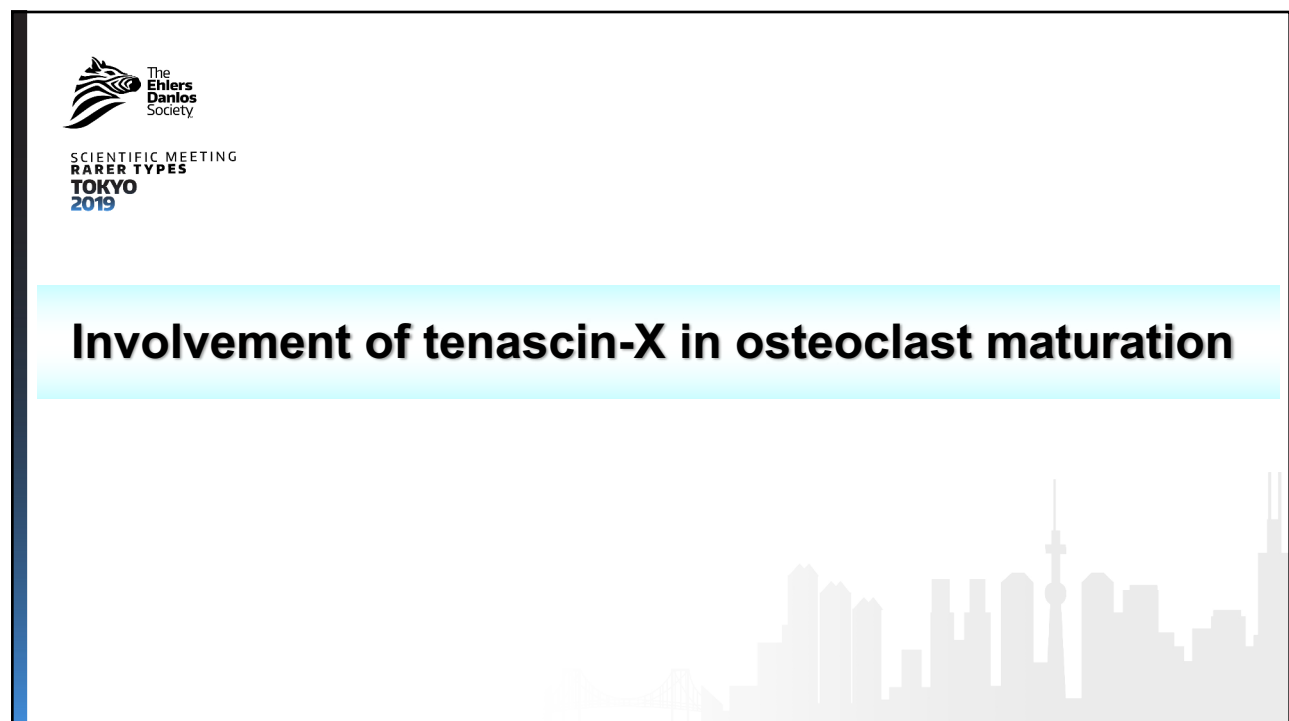 The
Ehlers
Danlos
Society
SCIENTIFIC MEETING
RARER TYPES
TOKYO
2019
Involvement of tenascin-X in osteoclast maturation